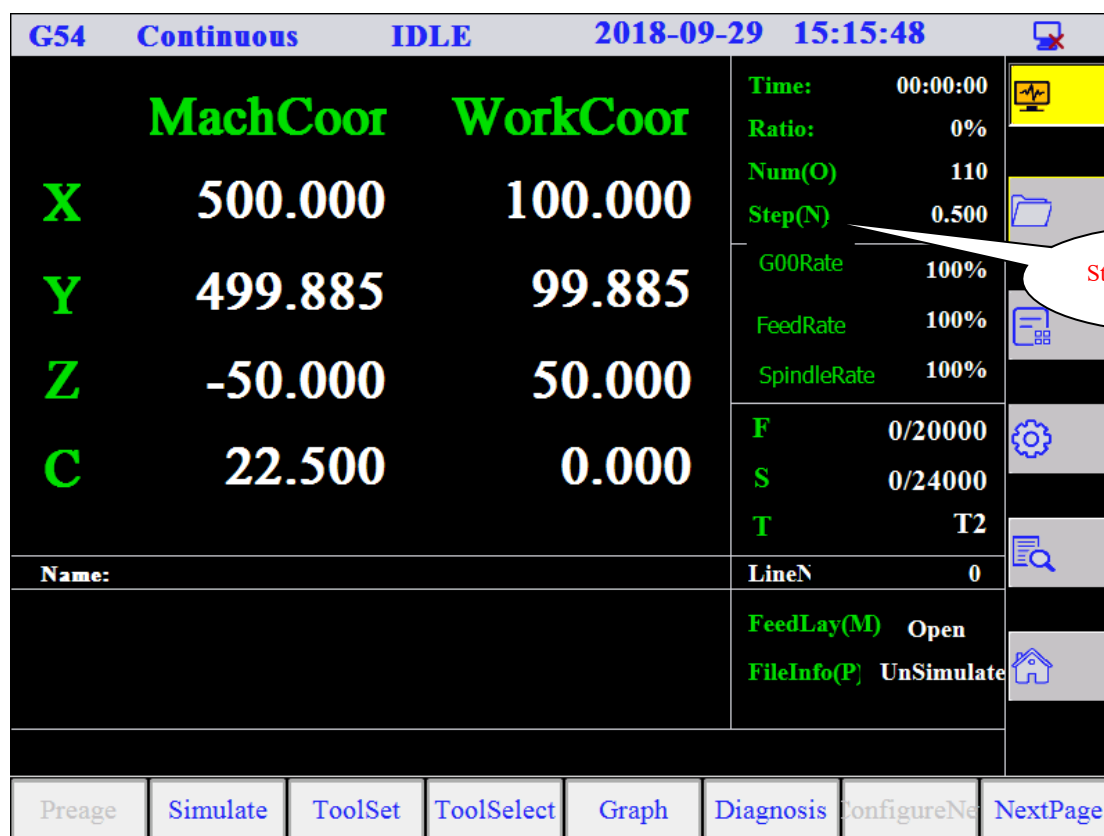 G54 Continuous IDLE 2018-09-29 15:15:48
MachCoor WorkCoor
X 500.000 100.000
Y 499.885 99.885
Z -50.000 50.000
C 22.500 0.000
Time: 00:00:00
Ratio: 0%
Num(O) 110
Step(N) 0.500
St
G00Rate 100%
FeedRate 100%
SpindleRate 100%
F 0/20000
S 0/24000
T T2
Name:
LineN 0
FeedLay(M) Open
FileInfo(P) UnSimulate
Preage Simulate ToolSet ToolSelect Graph Diagnosis onfigureNe NextPage